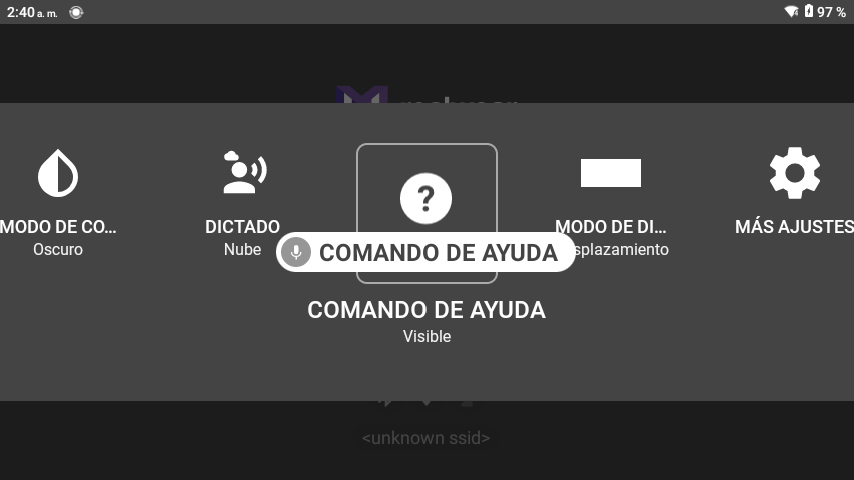 2:40 a. m.
97 %
MODO DE CO...
Oscuro
DICTADO
Nube
?
COMANDO DE AYUDA
COMANDO DE AYUDA
Visible
MODO DE DI...
splazamiento
MÁS AJUSTES
<unknown ssid>